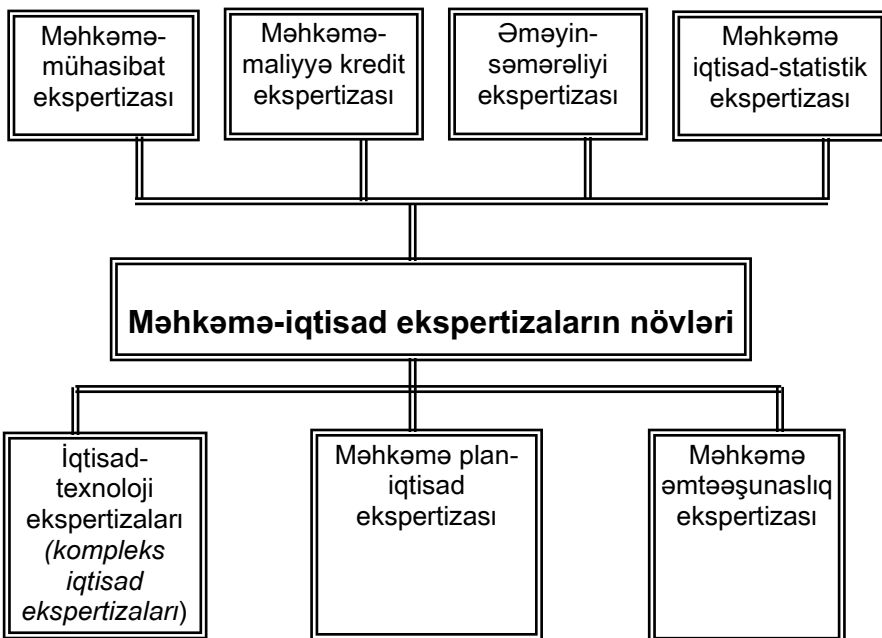 Məhkəmə-
mühasibat
ekspertizası
Məhkəmə-
maliyyə kredit
ekspertizası
Əməyin-
səmərəliyi
ekspertizası
Məhkəmə
iqtisad-statistik
ekspertizası
Məhkəmə-iqtisad ekspertizaların növləri
İqtisad-
texnoloji
ekspertizaları
(kompleks
iqtisad
ekspertizaları)
Məhkəmə plan-
iqtisad
ekspertizası
Məhkəmə
əmtəəşunaslıq
ekspertizası